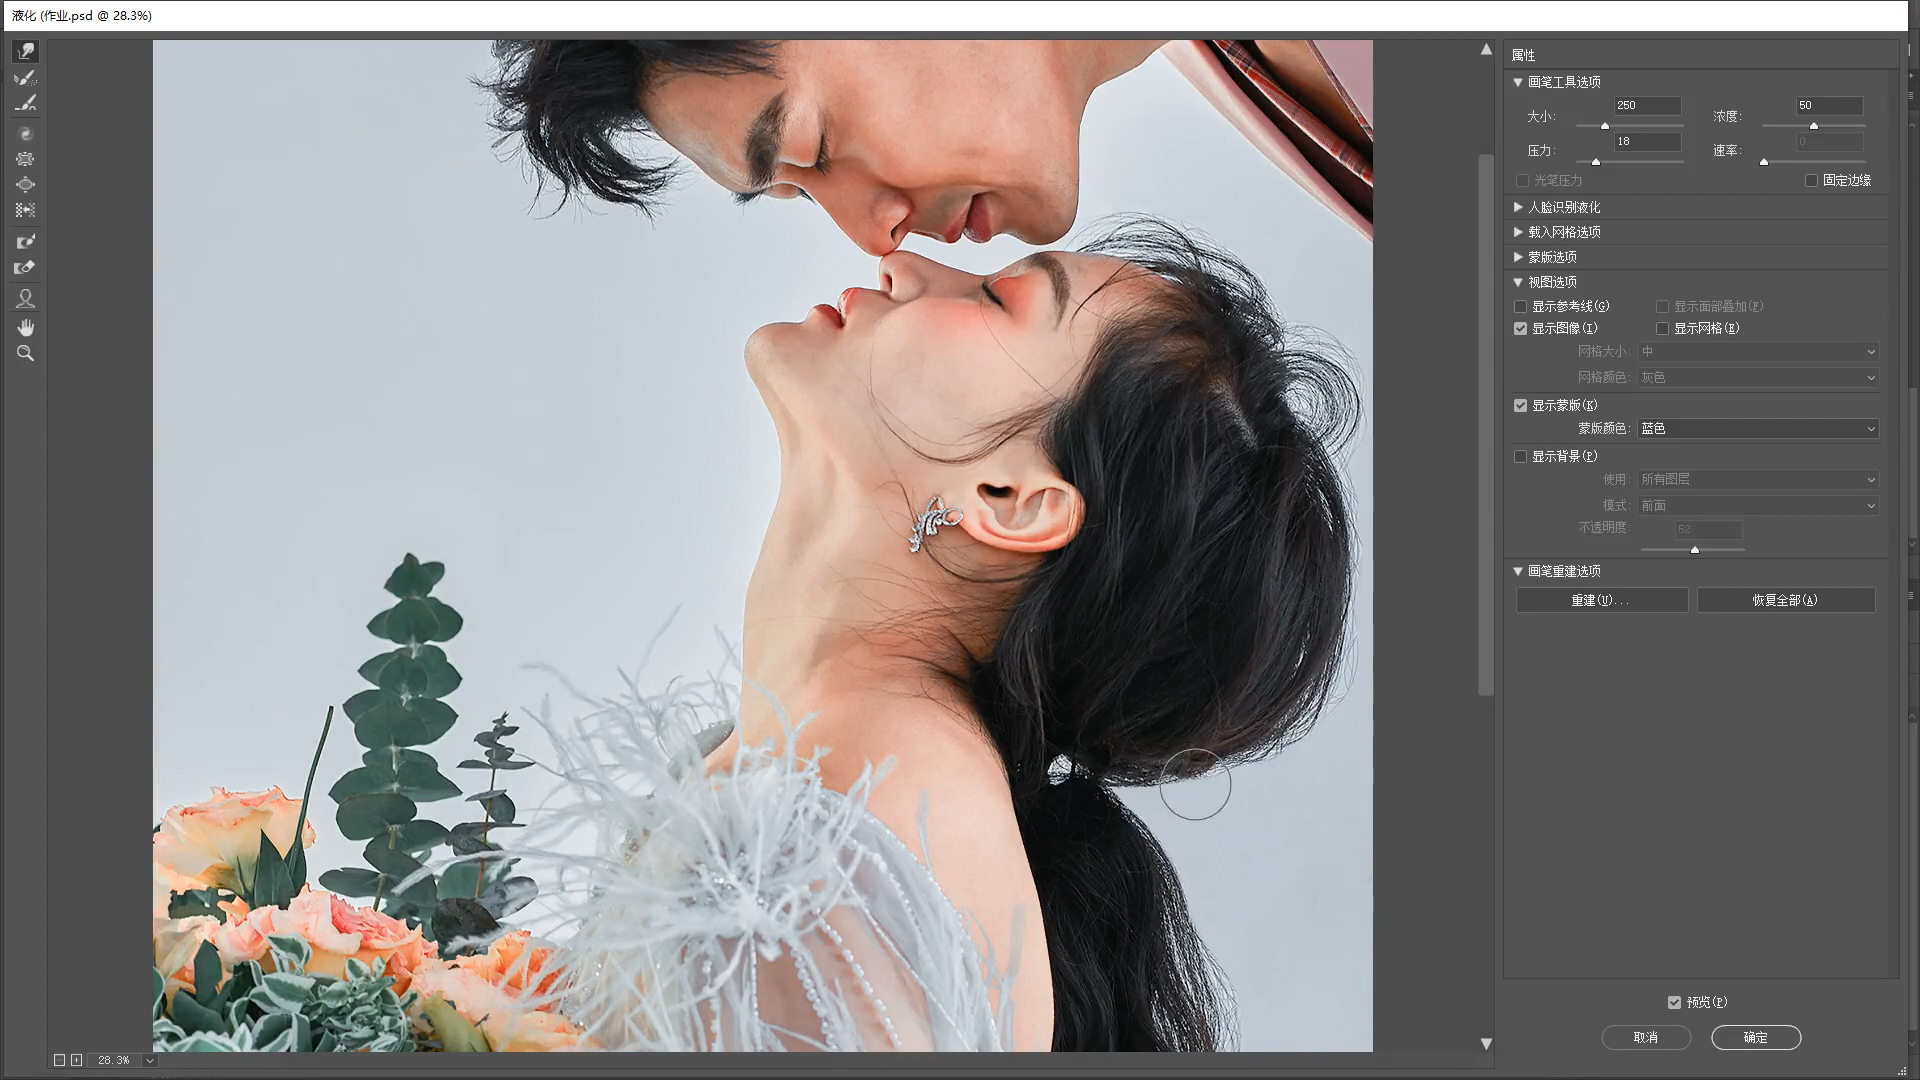 液化 (作业.psd @ 28.3%)
属性
画笔工具选项
大小: 250 浓度: 50
压力: 18 速率: 0
光笔压力 固定边缘
人脸识别液化
载入网格选项
蒙版选项
视图选项
显示参考线(G) 显示面部叠加(F)
显示图像(I) 显示网格(E)
网格大小: 中
网格颜色: 灰色
显示蒙版(K)
蒙版颜色: 蓝色
显示背景(P)
使用: 所有图层
模式: 前面
不透明度: 52
画笔重建选项
重建(U)... 恢复全部(A)
预览(P)
取消 确定
28.3%